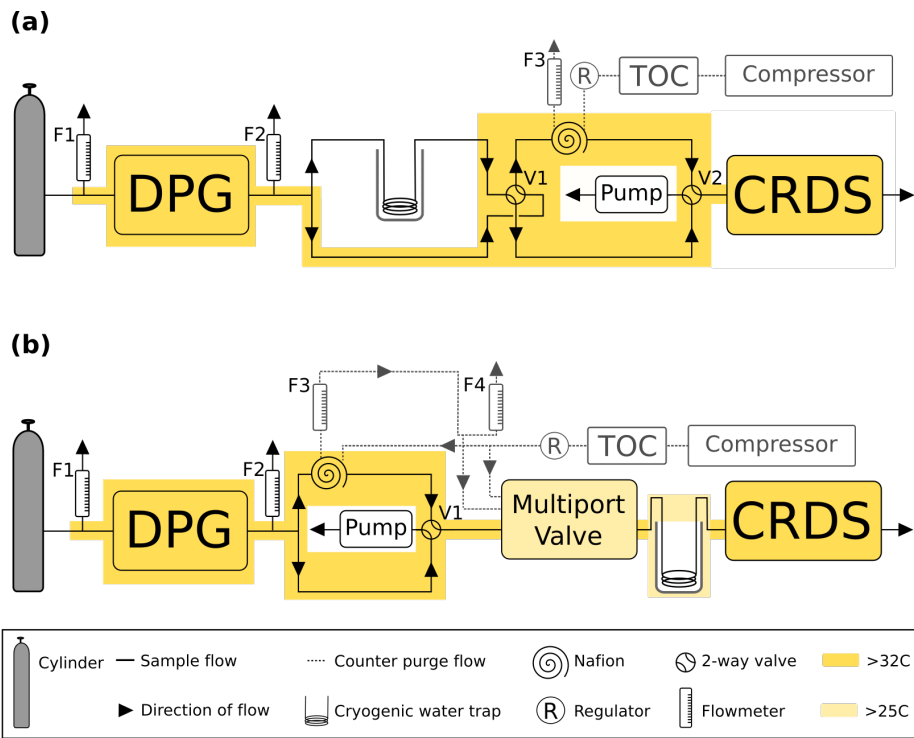 (a)
F3
R
TOC
Compressor
F1
F2
DPG
V1
Pump
V2
CRDS
(b)
F3
F4
R
TOC
Compressor
F1
F2
DPG
Pump
V1
Multiport
Valve
CRDS
Cylinder
Sample flow
Counter purge flow
Nafion
2-way valve
>32C
Direction of flow
Cryogenic water trap
R
Regulator
Flowmeter
>25C